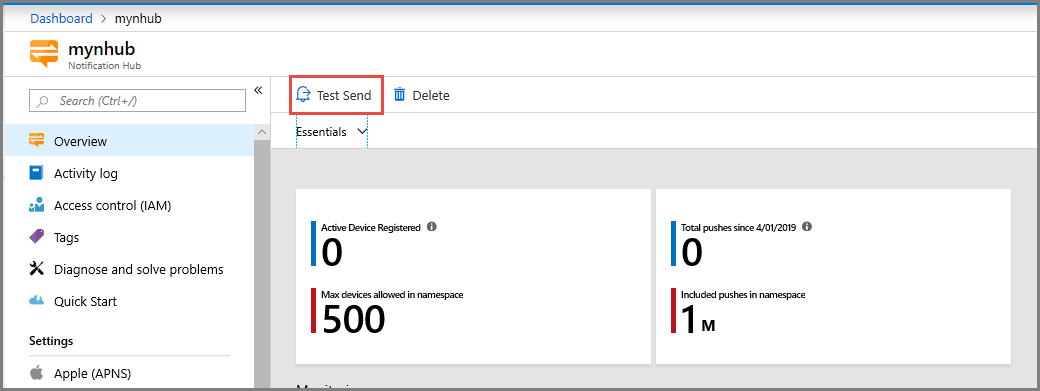 Dashboard > mynhub
mynhub
Notification Hub
Search (Ctrl+/)
«
Overview
Activity log
Access control (IAM)
Tags
Diagnose and solve problems
Quick Start
Settings
Apple (APNS)
Test Send
Delete
Essentials
Active Device Registered
0
Max devices allowed in namespace
500
Total pushes since 4/01/2019
0
Included pushes in namespace
1 M